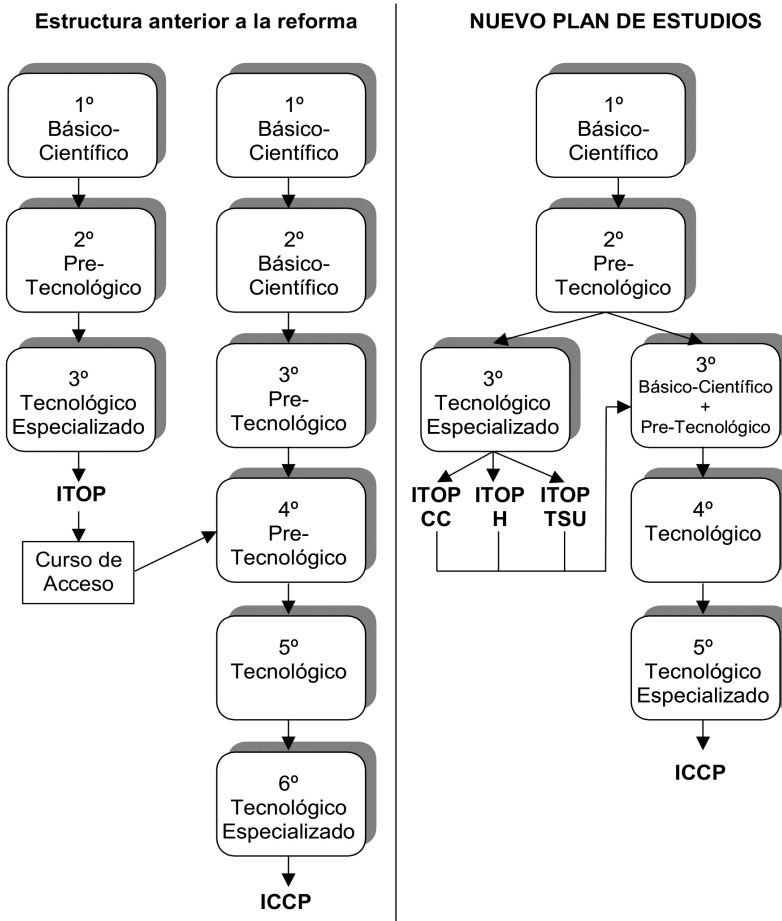 Estructura anterior a la reforma
1º
Básico-
Científico
2º
Pre-
Tecnológico
3º
Tecnológico
Especializado
ITOP
Curso de
Acceso
1º
Básico-
Científico
2º
Básico-
Científico
3º
Pre-
Tecnológico
4º
Pre-
Tecnológico
5º
Tecnológico
6º
Tecnológico
Especializado
ICCP
NUEVO PLAN DE ESTUDIOS
1º
Básico-
Científico
2º
Pre-
Tecnológico
3º
Tecnológico
Especializado
ITOP
CC
ITOP
H
ITOP
TSU
3º
Básico-Científico
+
Pre-Tecnológico
4º
Tecnológico
5º
Tecnológico
Especializado
ICCP